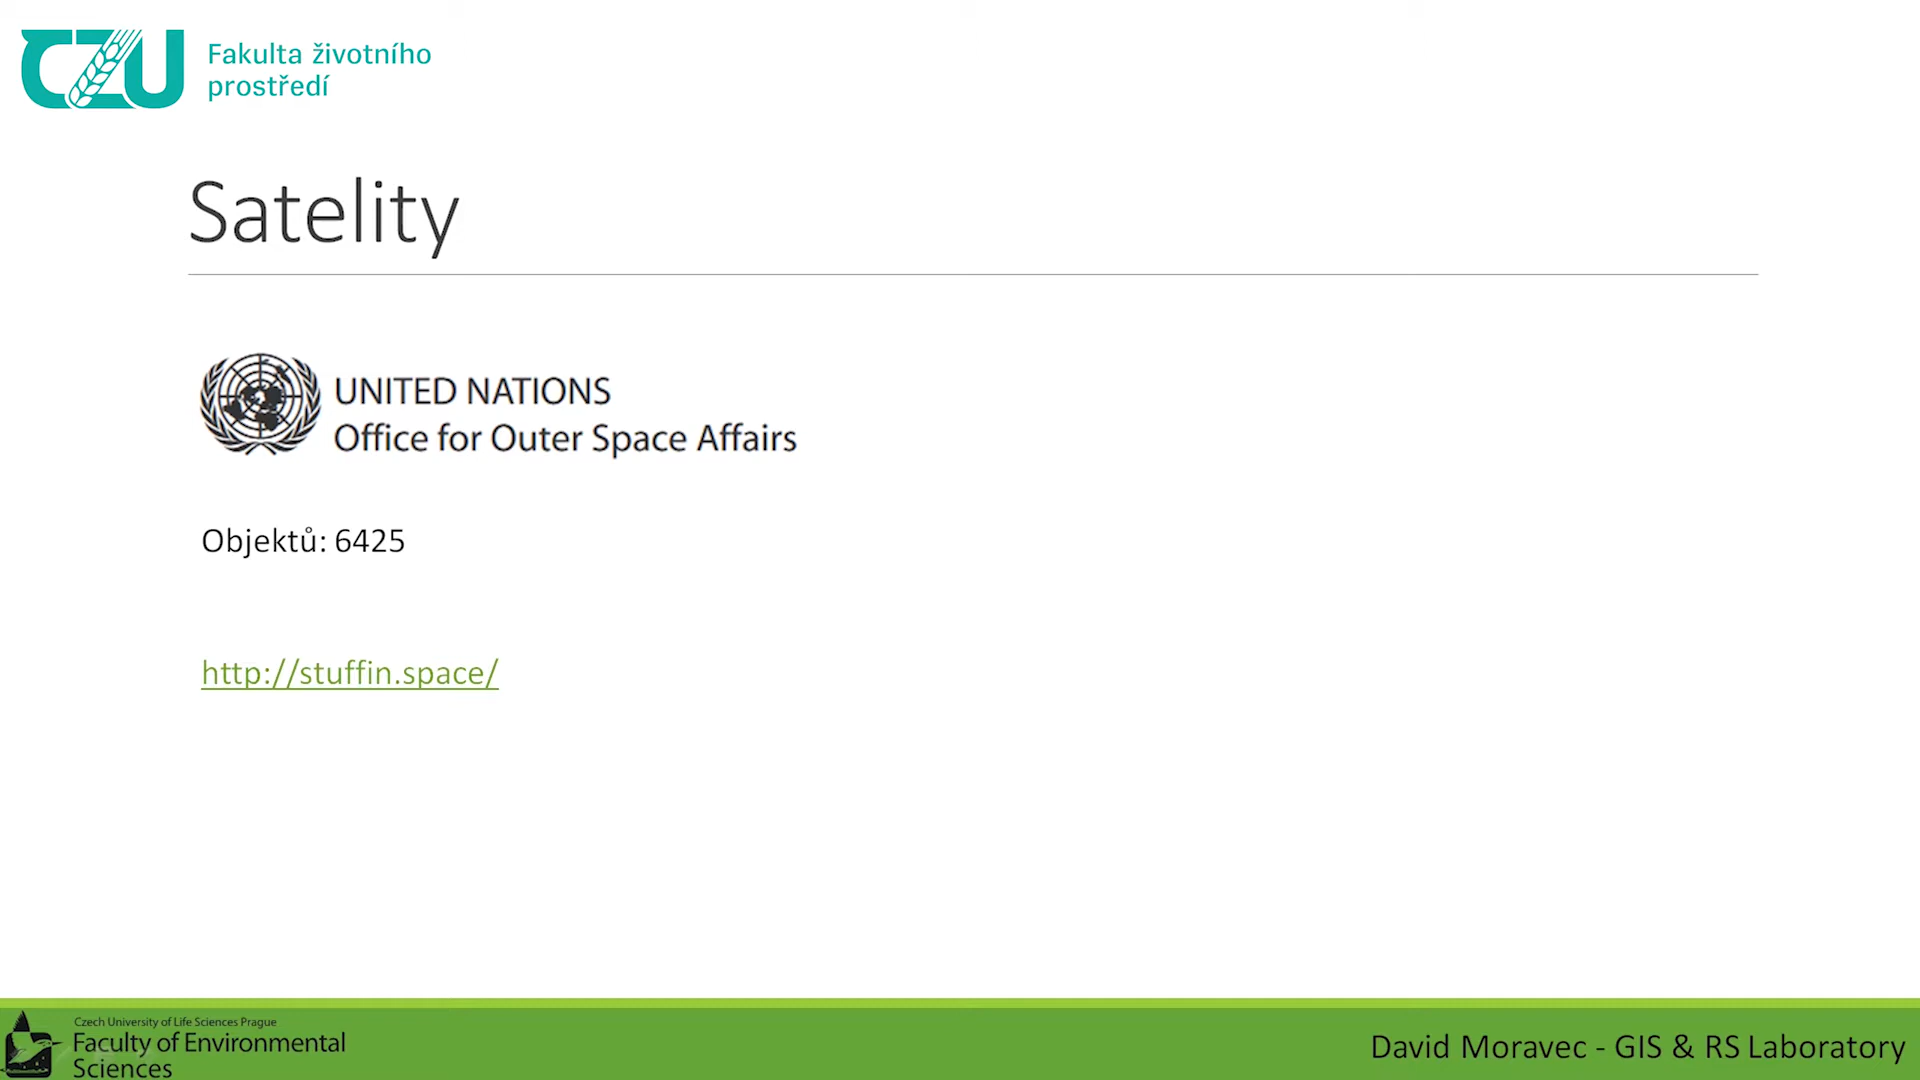 CZU
Fakulta životního
prostředí
Satelity
UNITED NATIONS
Office for Outer Space Affairs
Objektů: 6425
http://stuffin.space/
Czech University of Life Sciences Prague
Faculty of Environmental
Sciences
David Moravec - GIS & RS Laboratory